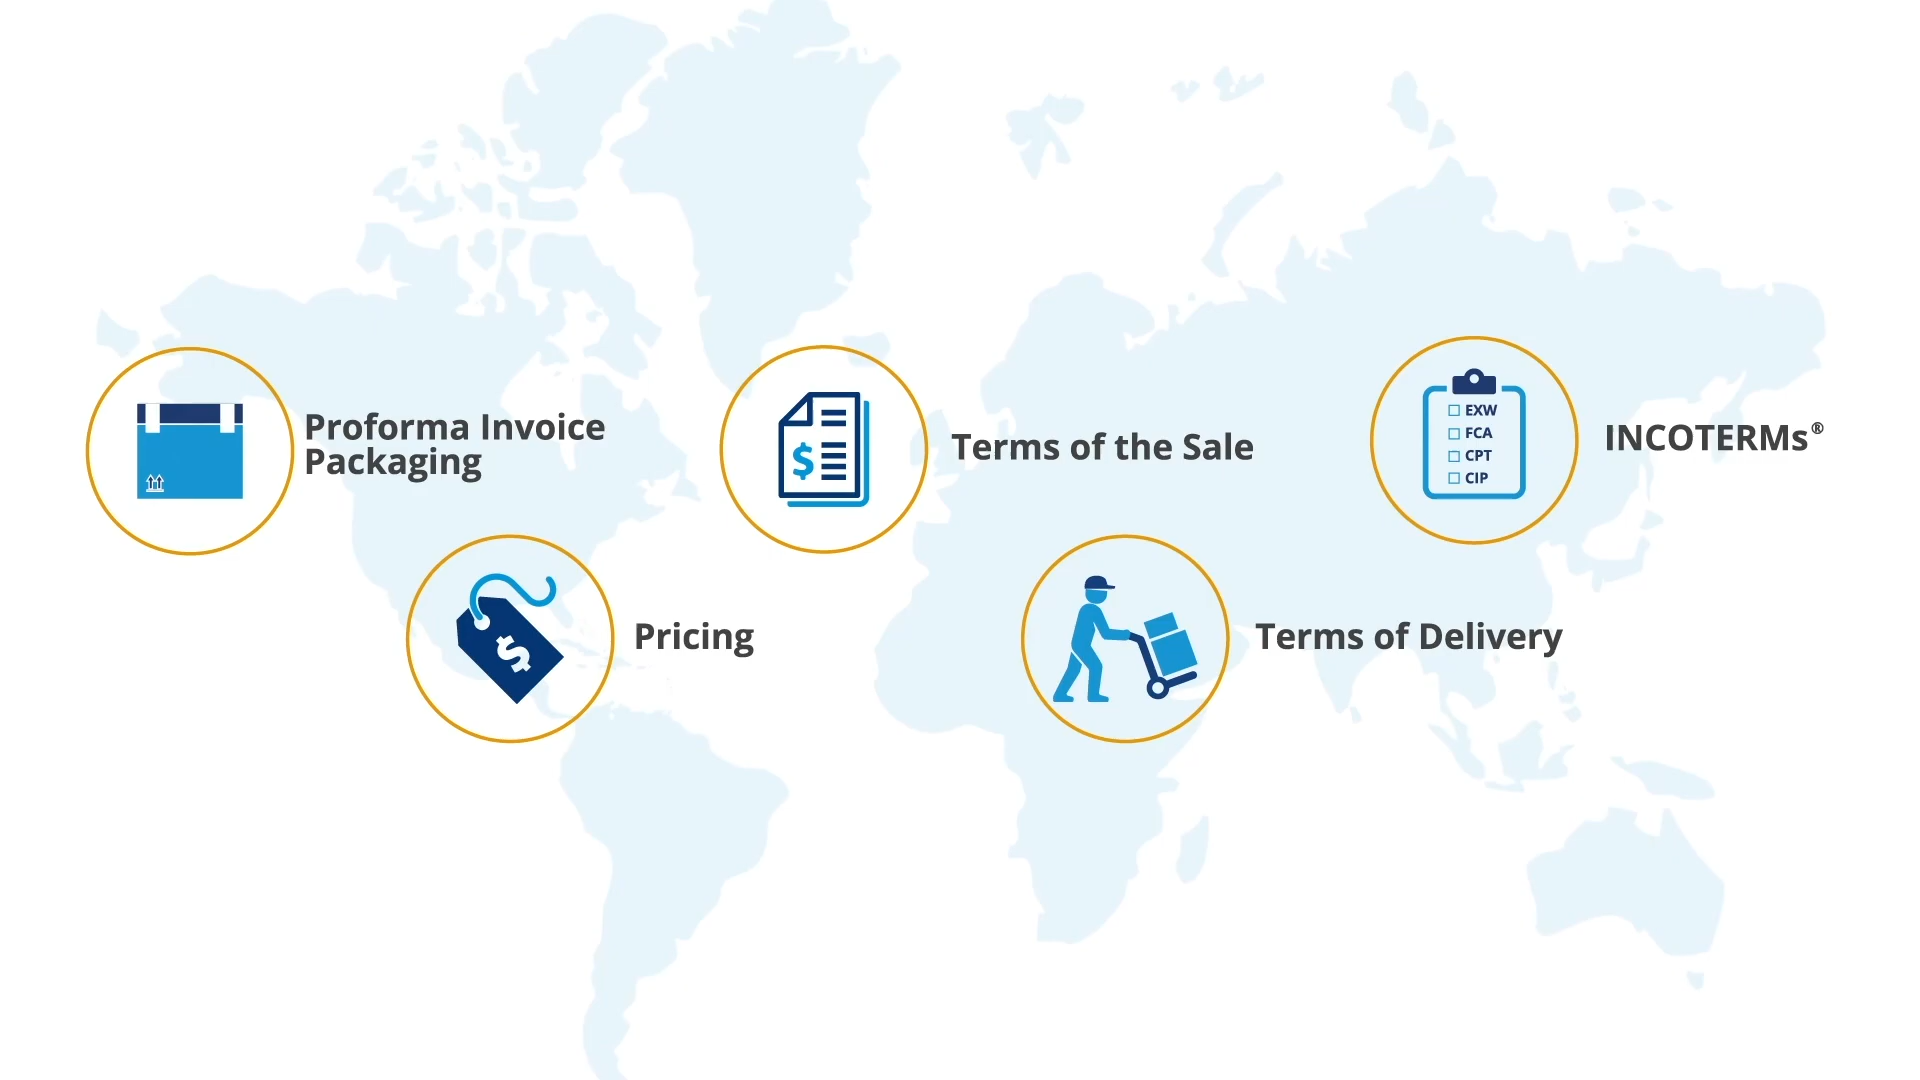 Proforma Invoice
Packaging
Pricing
$
$
Terms of the Sale
Terms of Delivery
EXW
FCA
CPT
CIP
INCOTERMs®